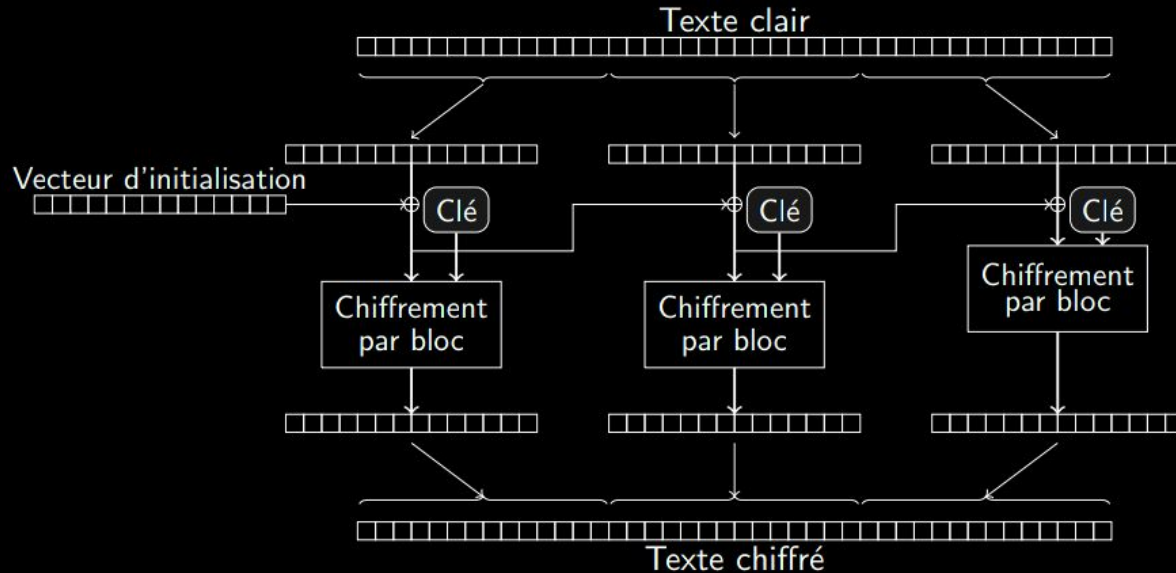 Texte clair
Vecteur d'initialisation
Clé
Clé
Clé
Chiffrement
par bloc
Chiffrement
par bloc
Chiffrement
par bloc
Texte chiffré